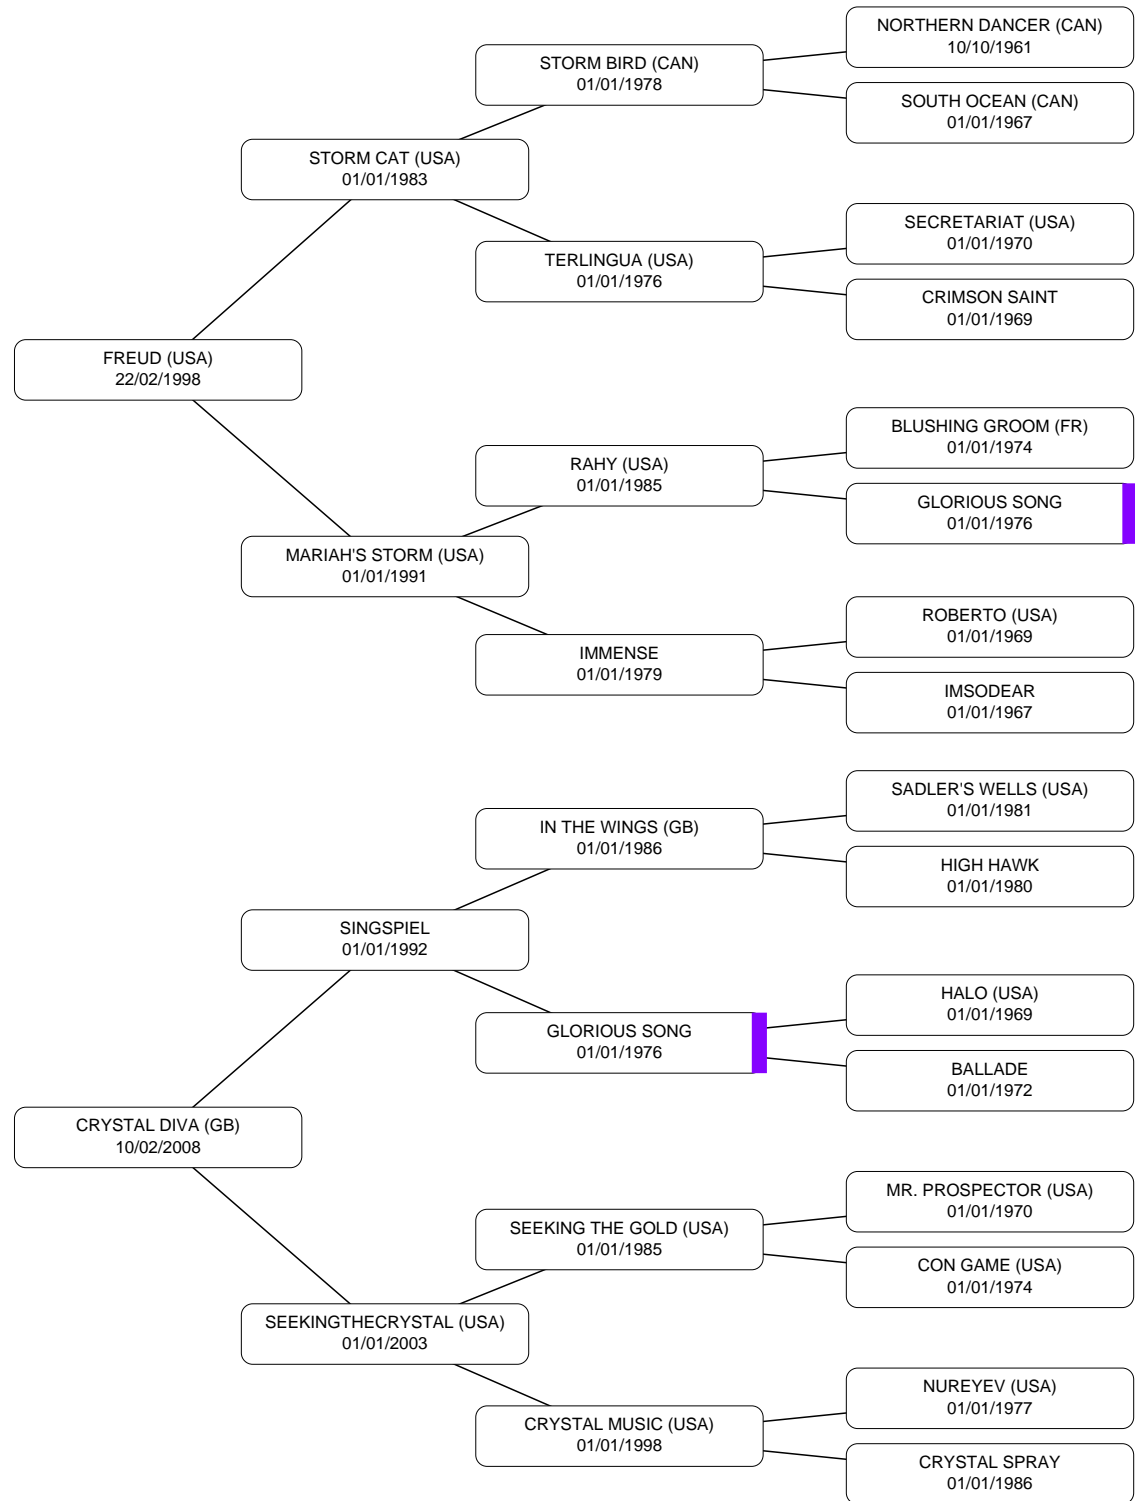 NORTHERN DANCER (CAN)
10/10/1961
STORM BIRD (CAN)
01/01/1978
SOUTH OCEAN (CAN)
01/01/1967
STORM CAT (USA)
01/01/1983
SECRETARIAT (USA)
01/01/1970
TERLINGUA (USA)
01/01/1976
CRIMSON SAINT
01/01/1969
FREUD (USA)
22/02/1998
BLUSHING GROOM (FR)
01/01/1974
RAHY (USA)
01/01/1985
GLORIOUS SONG
01/01/1976
MARIAH'S STORM (USA)
01/01/1991
ROBERTO (USA)
01/01/1969
IMMENSE
01/01/1979
IMSODEAR
01/01/1967
SADLER'S WELLS (USA)
01/01/1981
IN THE WINGS (GB)
01/01/1986
HIGH HAWK
01/01/1980
SINGSPIEL
01/01/1992
HALO (USA)
01/01/1969
GLORIOUS SONG
01/01/1976
BALLADE
01/01/1972
CRYSTAL DIVA (GB)
10/02/2008
MR. PROSPECTOR (USA)
01/01/1970
SEEKING THE GOLD (USA)
01/01/1985
CON GAME (USA)
01/01/1974
SEEKINGTHECRYSTAL (USA)
01/01/2003
NUREYEV (USA)
01/01/1977
CRYSTAL MUSIC (USA)
01/01/1998
CRYSTAL SPRAY
01/01/1986